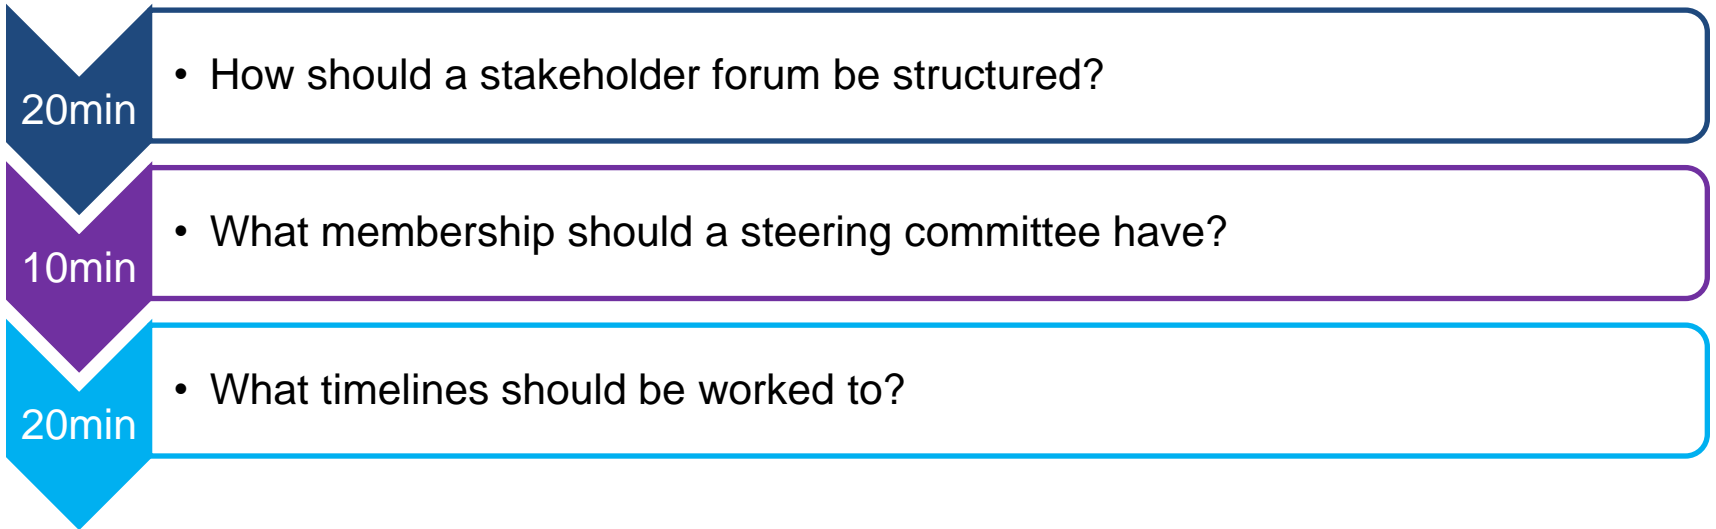 20min
• How should a stakeholder forum be structured?
10min
• What membership should a steering committee have?
20min
• What timelines should be worked to?